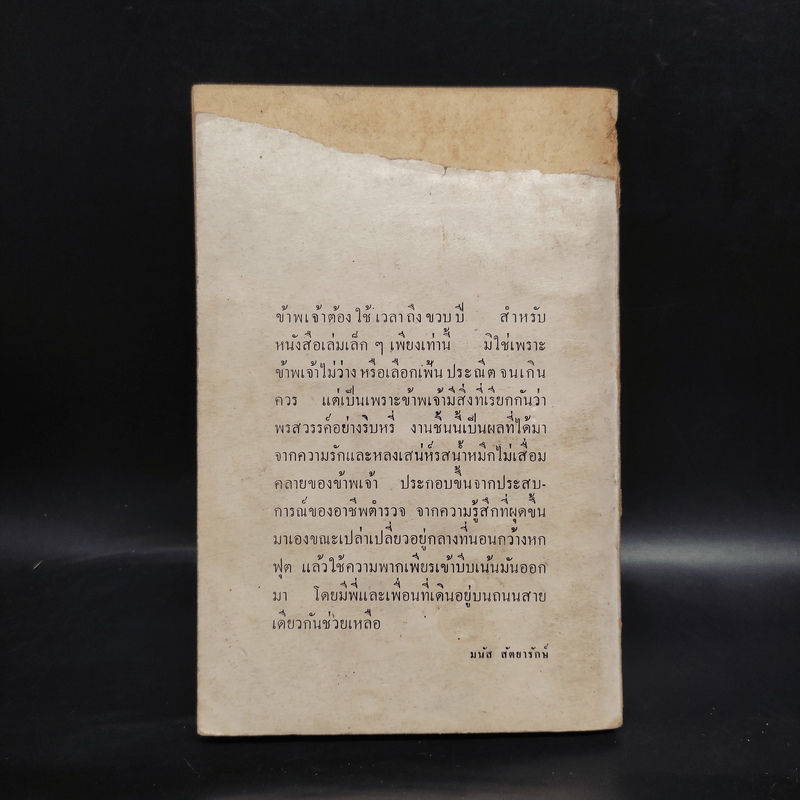 ข้าพเจ้าต้องใช้เวลาถึงขวบปี สำหรับ
หนังสือเล่มเล็ก ๆ เพียงเท่านี้ มิใช่เพราะ
ข้าพเจ้าไม่ว่าง หรือเลือกเฟ้น ประณีต จนเกิน
ควร แต่เป็นเพราะข้าพเจ้ามีสิ่งที่เรียกกันว่า
พรสวรรค์อย่างริบหรี่ งานชิ้นนี้เป็นผลที่ได้มา
จากความรักและหลงเสน่ห์รสน้ำหมึกไม่เสื่อม
คลายของข้าพเจ้า ประกอบขึ้นจากประสบ-
การณ์ของอาชีพตำรวจ จากความรู้สึกที่ผุดขึ้น
มาเองขณะเปล่าเปลี่ยวอยู่กลางที่นอนกว้างหก
ฟุต แล้วใช้ความพากเพียรเข้าบีบเน้นมันออก
มา โดยมีพี่และเพื่อนที่เดินอยู่บนถนนสาย
เดียวกันช่วยเหลือ
มนัส สัตยารักษ์